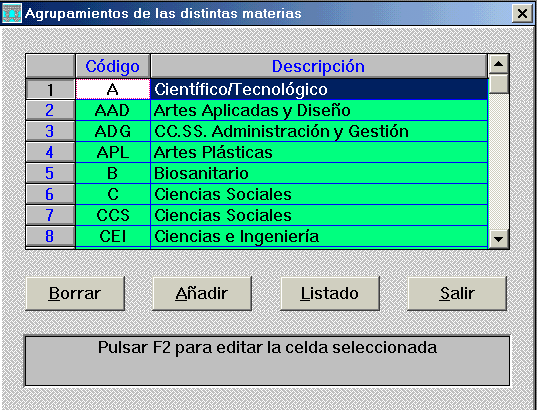 Agrupamientos de las distintas materias
Código Descripción
1 A Científico/Tecnológico
2 AAD Artes Aplicadas y Diseño
3 ADG CC.SS. Administración y Gestión
4 APL Artes Plásticas
5 B Biosanitario
6 C Ciencias Sociales
7 CCS Ciencias Sociales
8 CEI Ciencias e Ingeniería
Borrar Añadir Listado Salir
Pulsar F2 para editar la celda seleccionada